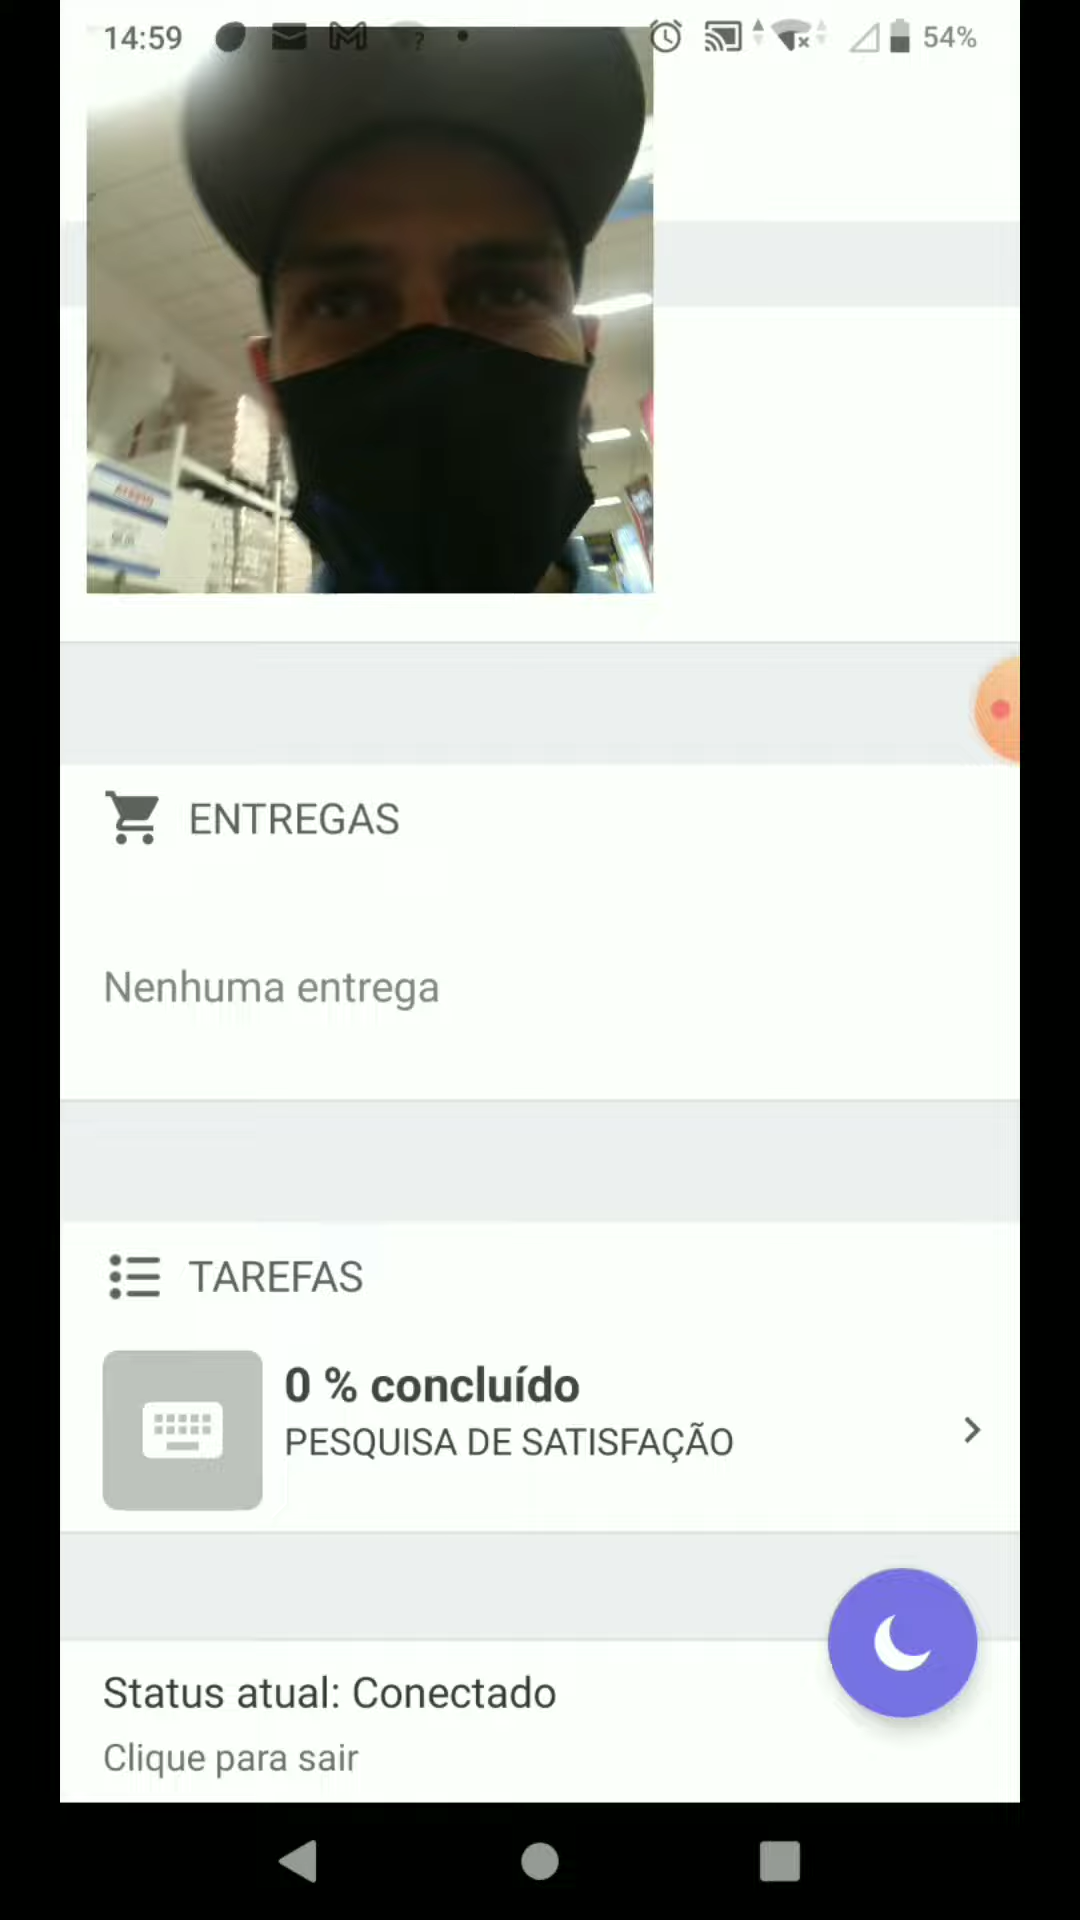 14:59
54%
ENTREGAS
Nenhuma entrega
TAREFAS
0 % concluído
PESQUISA DE SATISFAÇÃO
Status atual: Conectado
Clique para sair